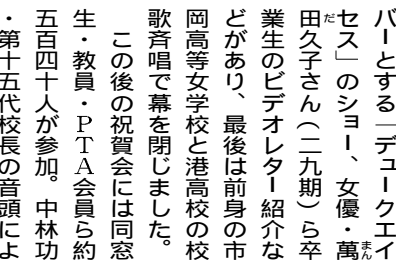 バーとする「デュークエイ
セス」のショー、女優・萬
田久子さん(二九期)ら卒
業生のビデオレター紹介な
どがあり、最後は前身の市
岡高等女学校と港高校の校
歌斉唱で幕を閉じました。
　この後の祝賀会には同窓
生・教員・ＰＴＡ会員ら約
五百四十人が参加。中林功
・第十五代校長の音頭によ